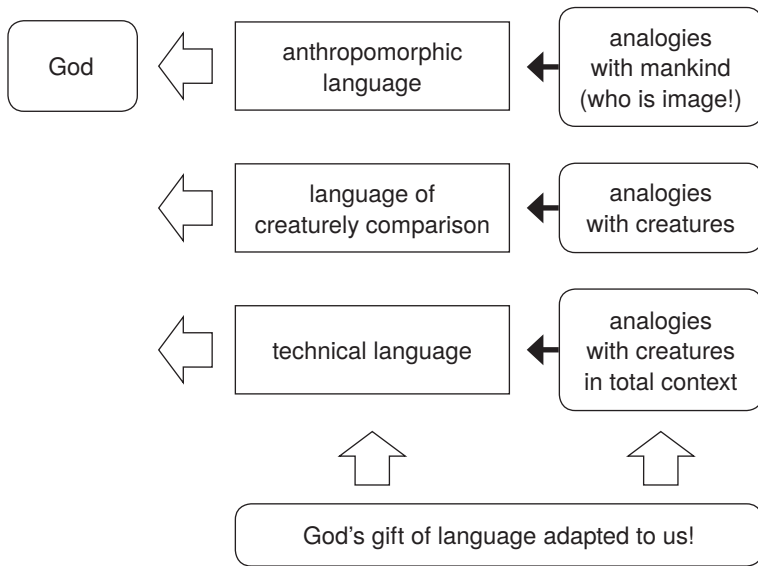 God
anthropomorphic
language
analogies
with mankind
(who is image!)
language of
creaturely comparison
analogies
with creatures
technical language
analogies
with creatures
in total context
God’s gift of language adapted to us!